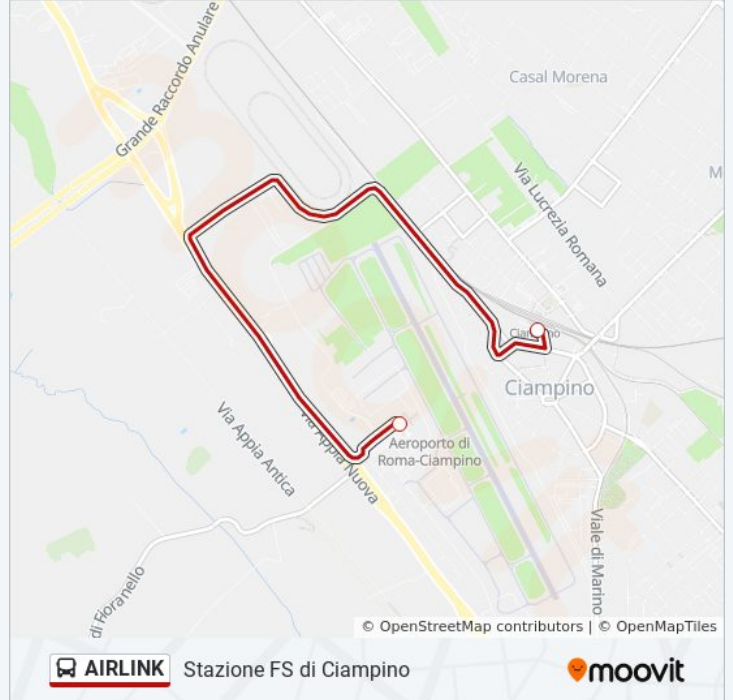 Casal Morena
Grande Raccordo Anulare
M
Via Lucrezia Romana
Ciampino
Ciampino
Via Appia Antica
Via Appia Nuova
Aeroporto di
Roma-Ciampino
Viale di Marino
di Fioranello
© OpenStreetMap contributors | © OpenMapTiles
AIRLINK Stazione FS di Ciampino
moovit